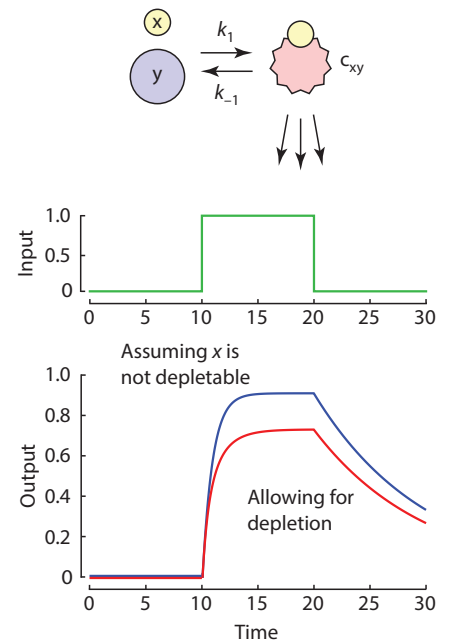 x
k1
y
cxy
k–1
1.0
0.5
0
Input
0 5 10 15 20 25 30
Assuming x is
not depletable
1.0
0.8
0.6
0.4
0.2
0
Output
Allowing for
depletion
0 5 10 15 20 25 30
Time